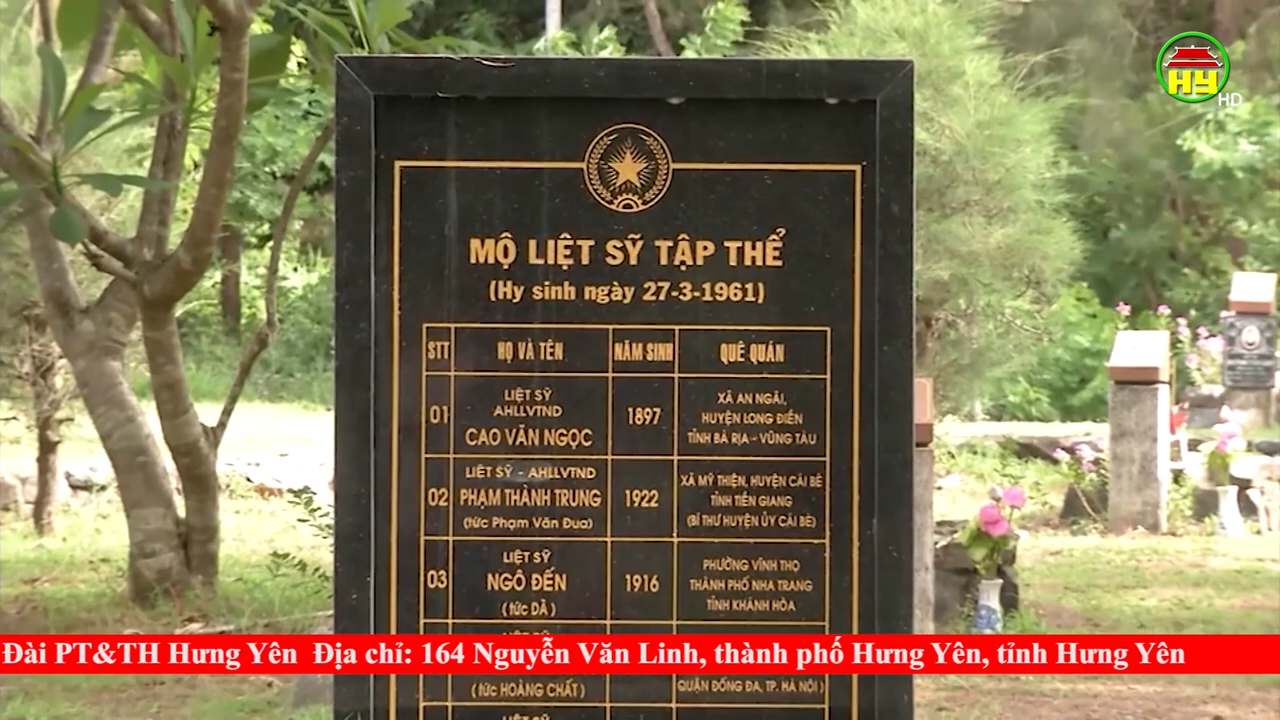 HY HD
MỘ LIỆT SỸ TẬP THỂ
(Hy sinh ngày 27-3-1961)
STT HỌ VÀ TÊN NĂM SINH QUÊ QUÁN
01 LIỆT SỸ
AHLLVTND
CAO VĂN NGỌC
1897
XÃ AN NGÃI,
HUYỆN LONG ĐIỀN
TỈNH BÀ RỊA - VŨNG TÀU
02 LIỆT SỸ - AHLLVTND
PHẠM THÀNH TRUNG
(tức Phạm Văn Đua)
1922
XÃ MỸ THIỆN, HUYỆN CÁI BÈ
TỈNH TIỀN GIANG
(BÍ THƯ HUYỆN ỦY CÁI BÈ)
03 LIỆT SỸ
NGÔ ĐẾN
(tức DÃ)
1916
PHƯỜNG VĨNH THỌ
THÀNH PHỐ NHA TRANG
TỈNH KHÁNH HÒA
Đài PT&TH Hưng Yên Địa chỉ: 164 Nguyễn Văn Linh, thành phố Hưng Yên, tỉnh Hưng Yên
(tức HOÀNG CHẤT)
QUẬN ĐỐNG ĐA, TP. HÀ NỘI)